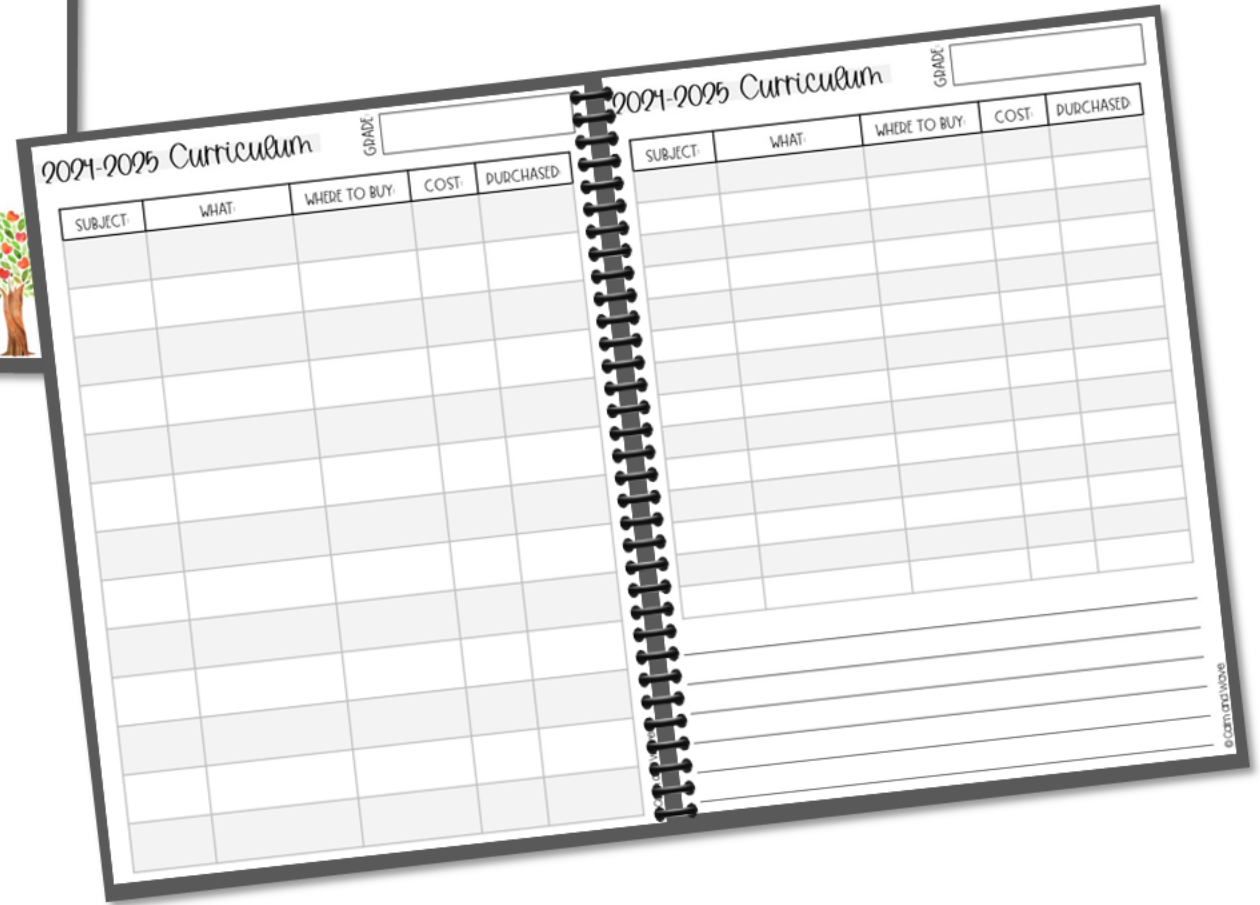 2024-2025 Curriculum
GRADE:
SUBJECT: WHAT: WHERE TO BUY: COST: PURCHASED:
2024-2025 Curriculum
GRADE:
SUBJECT: WHAT: WHERE TO BUY: COST: PURCHASED:
© Calm and Wave